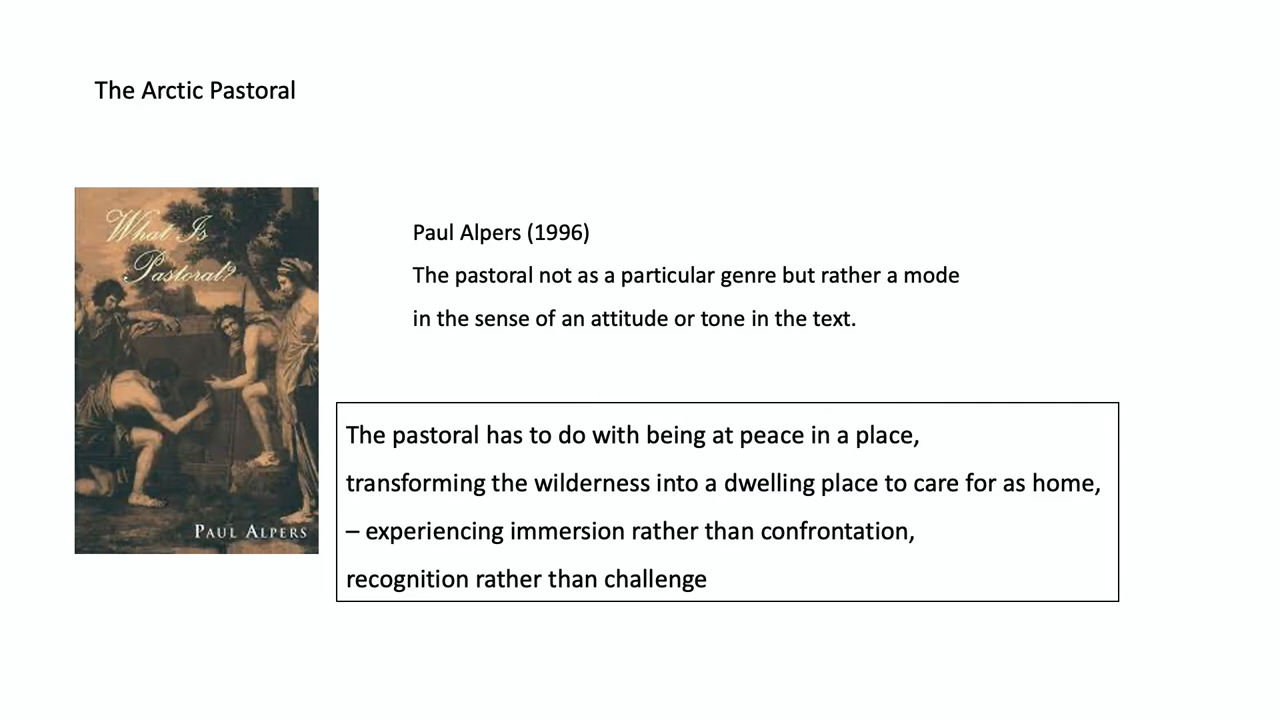 The Arctic Pastoral
What Is
Pastoral?
PAUL ALPERS
Paul Alpers (1996)
The pastoral not as a particular genre but rather a mode
in the sense of an attitude or tone in the text.
The pastoral has to do with being at peace in a place,
transforming the wilderness into a dwelling place to care for as home,
– experiencing immersion rather than confrontation,
recognition rather than challenge